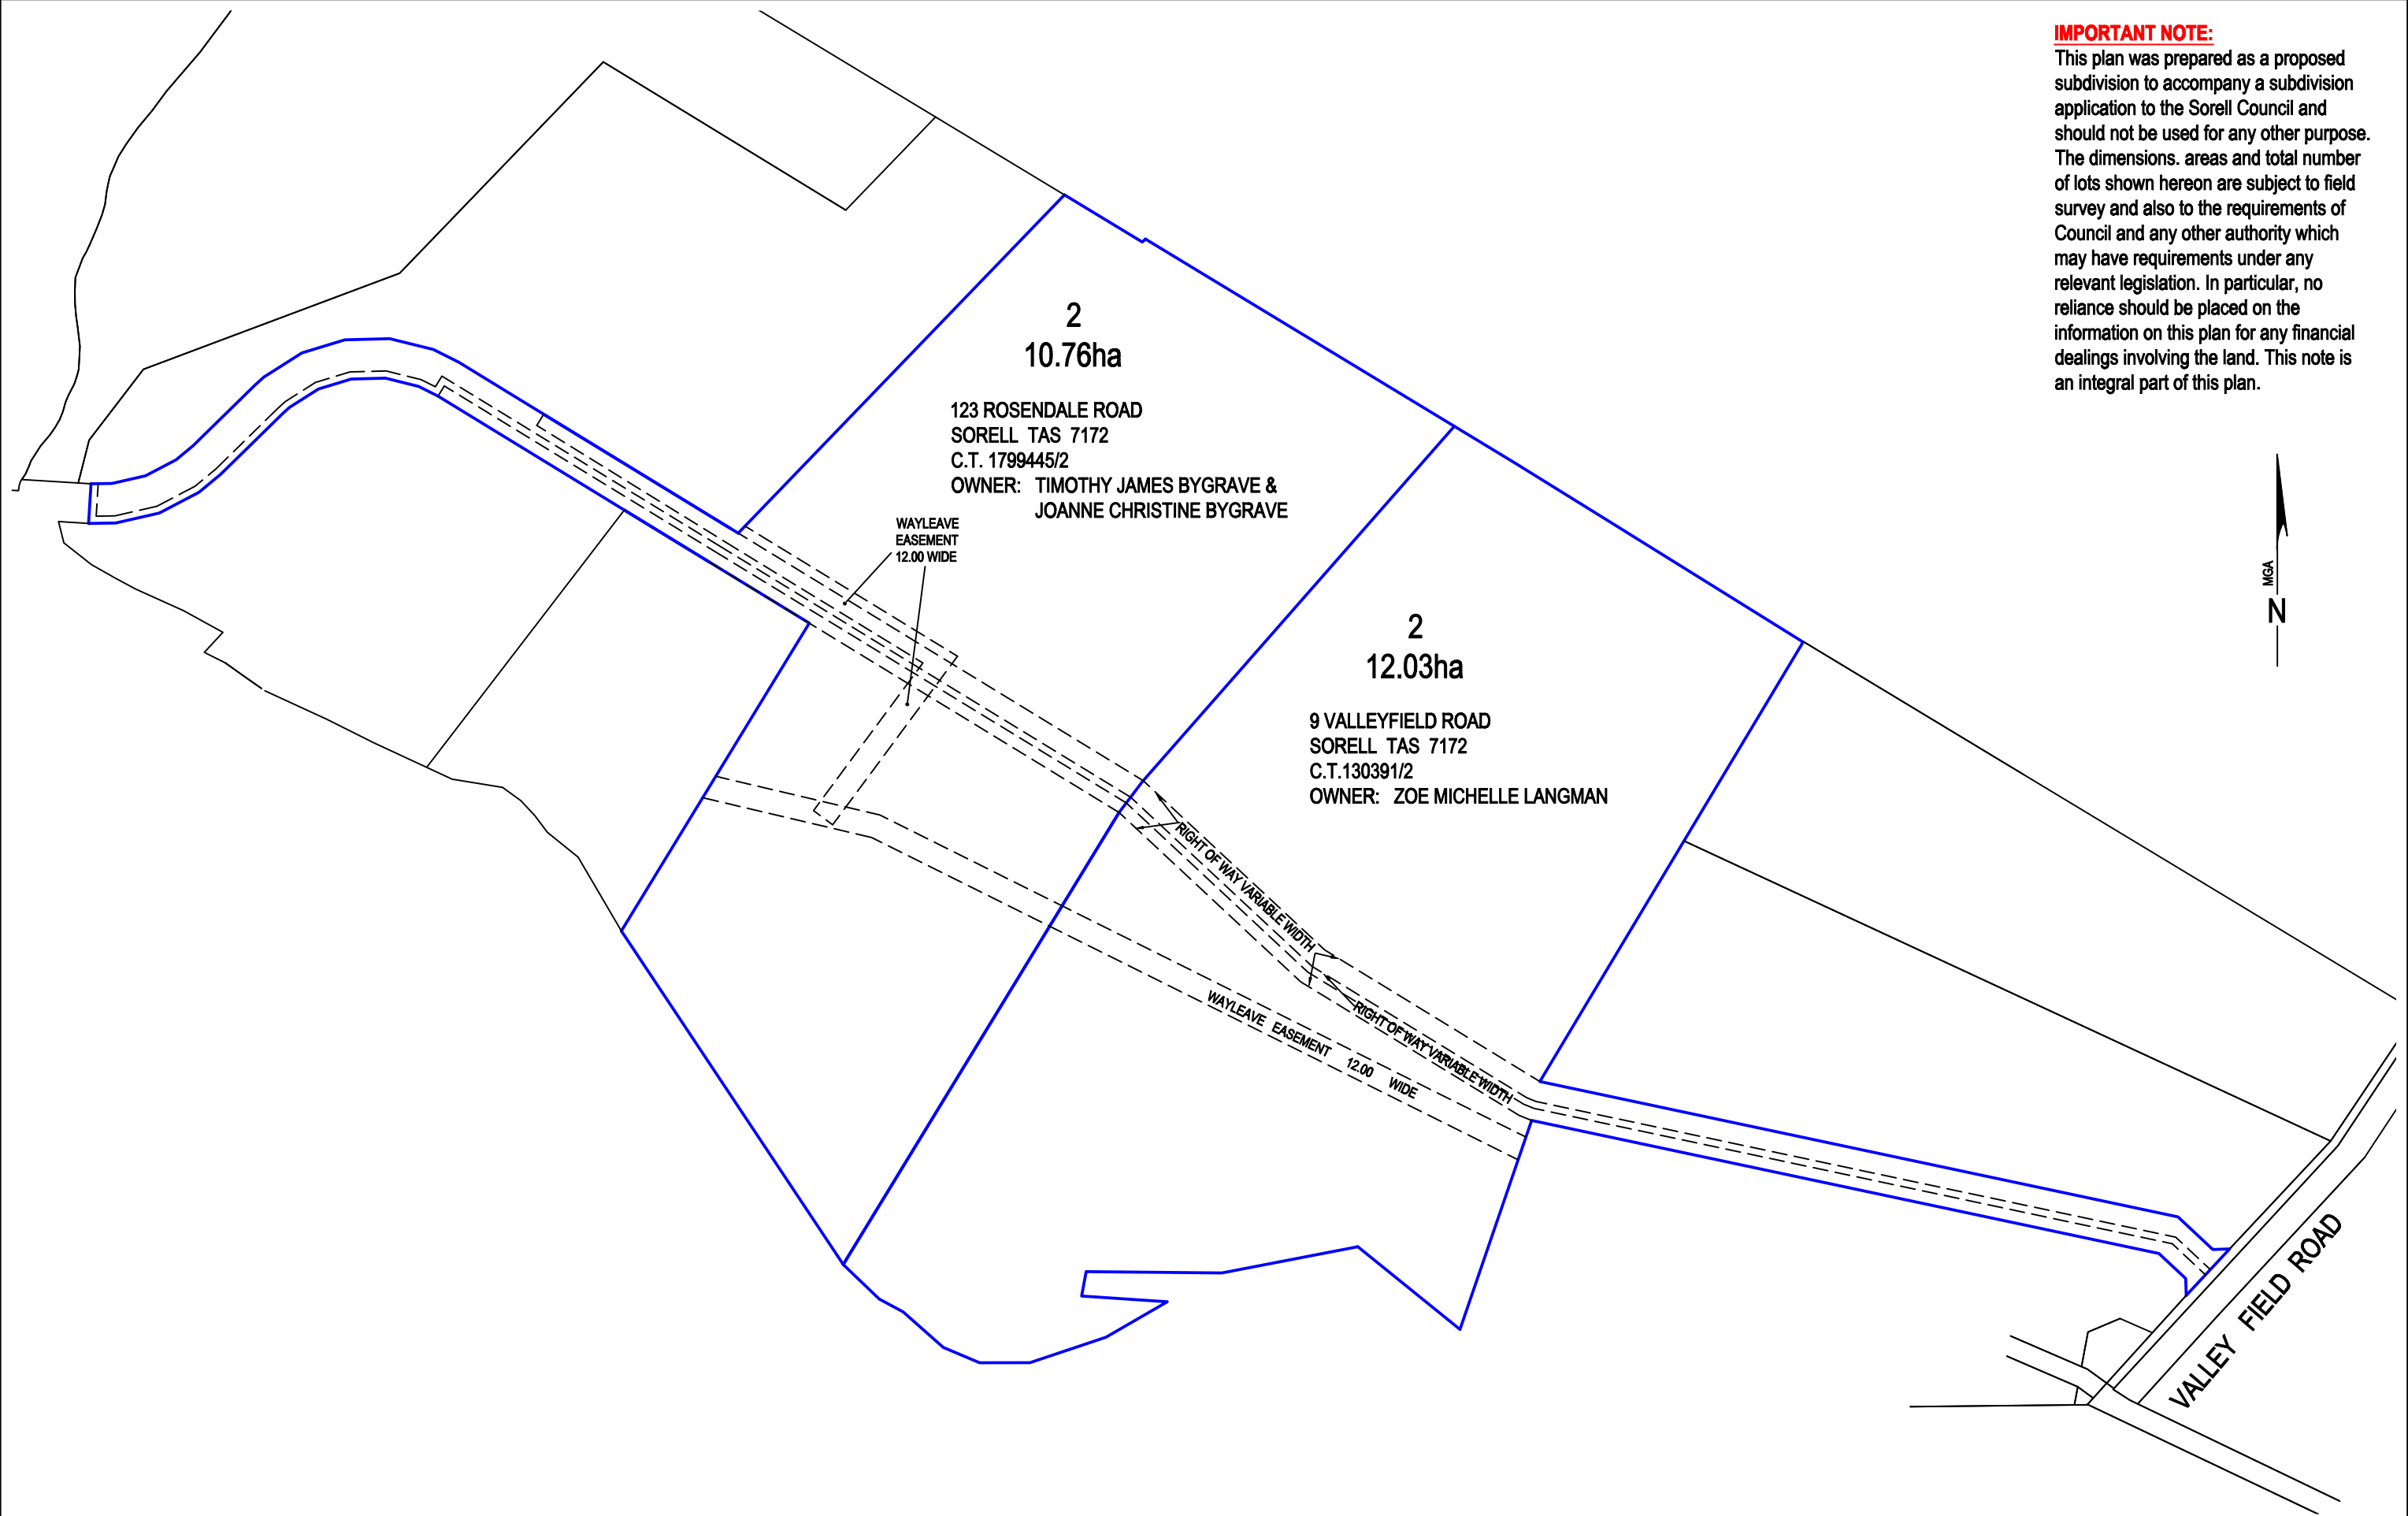 IMPORTANT NOTE:
This plan was prepared as a proposed
subdivision to accompany a subdivision
application to the Sorell Council and
should not be used for any other purpose.
The dimensions. areas and total number
of lots shown hereon are subject to field
survey and also to the requirements of
Council and any other authority which
may have requirements under any
relevant legislation. In particular, no
reliance should be placed on the
information on this plan for any financial
dealings involving the land. This note is
an integral part of this plan.
2
10.76ha
123 ROSENDALE ROAD
SORELL TAS 7172
C.T. 1799445/2
OWNER: TIMOTHY JAMES BYGRAVE &
JOANNE CHRISTINE BYGRAVE
WAYLEAVE
EASEMENT
12.00 WIDE
MGA
N
2
12.03ha
9 VALLEYFIELD ROAD
SORELL TAS 7172
C.T.130391/2
OWNER: ZOE MICHELLE LANGMAN
RIGHT OF WAY VARIABLE WIDTH
RIGHT OF WAY VARIABLE WIDTH
WAYLEAVE EASEMENT 12.00 WIDE
VALLEY FIELD ROAD